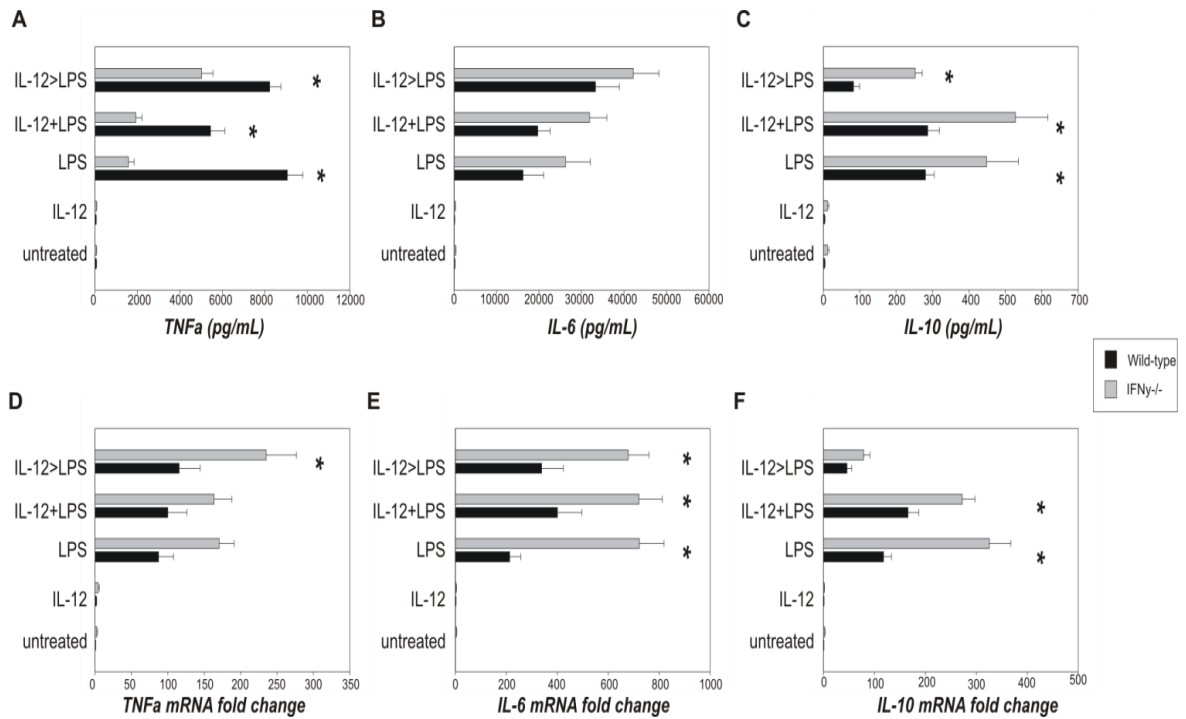 A
IL-12>LPS
IL-12+LPS
LPS
IL-12
untreated
0 2000 4000 6000 8000 10000 12000
TNFa (pg/mL)
*
*
*
B
IL-12>LPS
IL-12+LPS
LPS
IL-12
untreated
0 10000 20000 30000 40000 50000 60000
IL-6 (pg/mL)
C
IL-12>LPS
IL-12+LPS
LPS
IL-12
untreated
0 100 200 300 400 500 600 700
IL-10 (pg/mL)
*
*
*
Wild-type
IFNy-/-
D
IL-12>LPS
IL-12+LPS
LPS
IL-12
untreated
0 50 100 150 200 250 300 350
TNFa mRNA fold change
*
E
IL-12>LPS
IL-12+LPS
LPS
IL-12
untreated
0 200 400 600 800 1000
IL-6 mRNA fold change
*
*
*
F
IL-12>LPS
IL-12+LPS
LPS
IL-12
untreated
0 100 200 300 400 500
IL-10 mRNA fold change
*
*